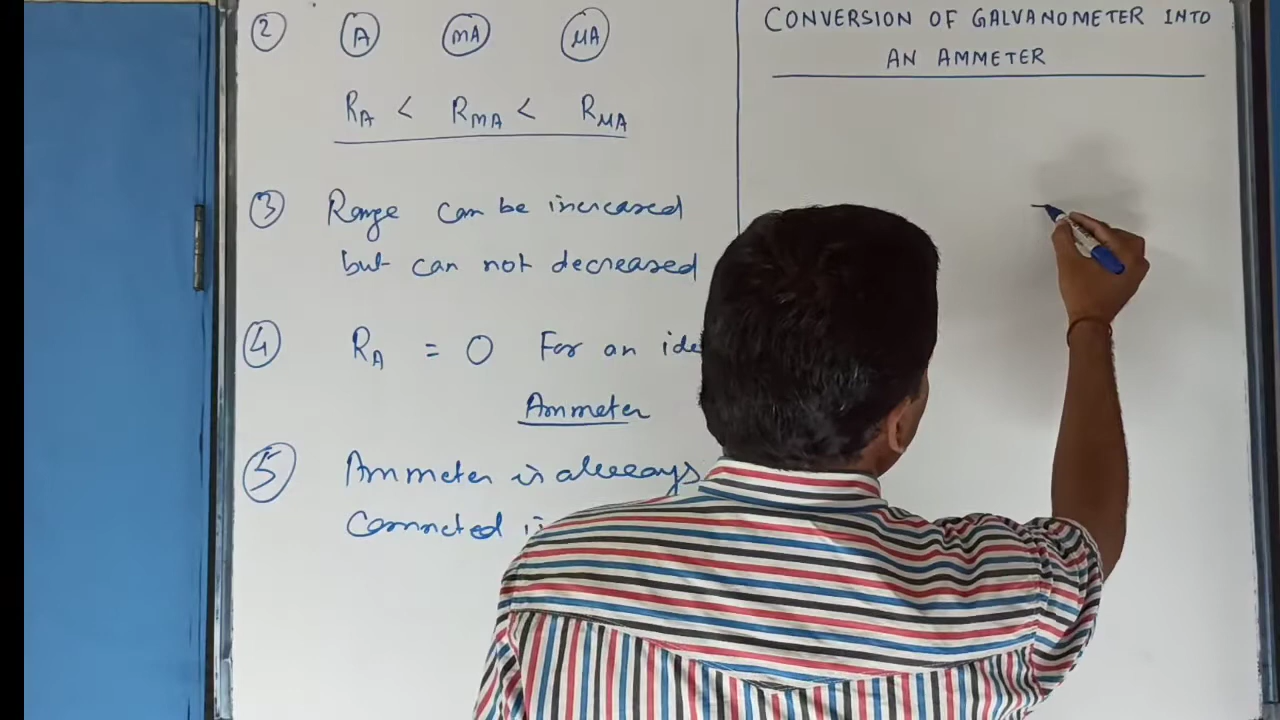 ② Ⓐ mA μA
R_A < R_mA < R_μA
③ Range can be increased
but can not decreased
④ R_A = 0 For an
Ammeter
⑤ Ammeter is always
Connected
CONVERSION OF GALVANOMETER INTO
AN AMMETER